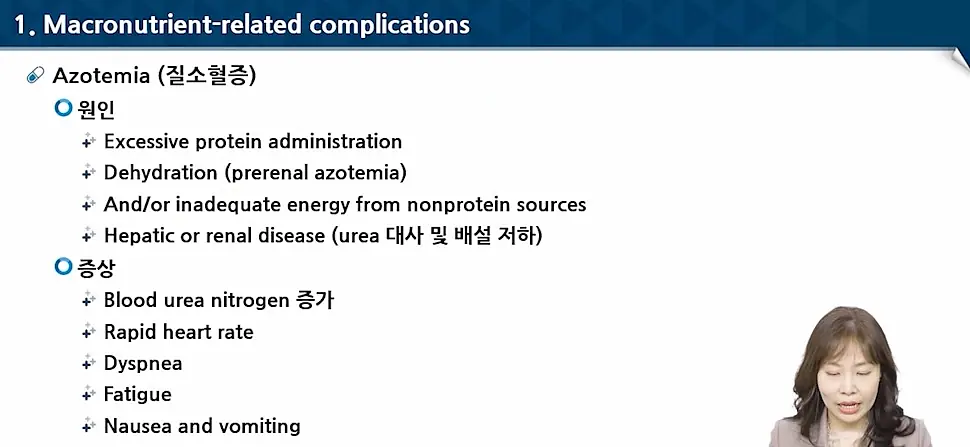 1. Macronutrient-related complications
Azotemia (질소혈증)
원인
Excessive protein administration
Dehydration (prerenal azotemia)
And/or inadequate energy from nonprotein sources
Hepatic or renal disease (urea 대사 및 배설 저하)
증상
Blood urea nitrogen 증가
Rapid heart rate
Dyspnea
Fatigue
Nausea and vomiting